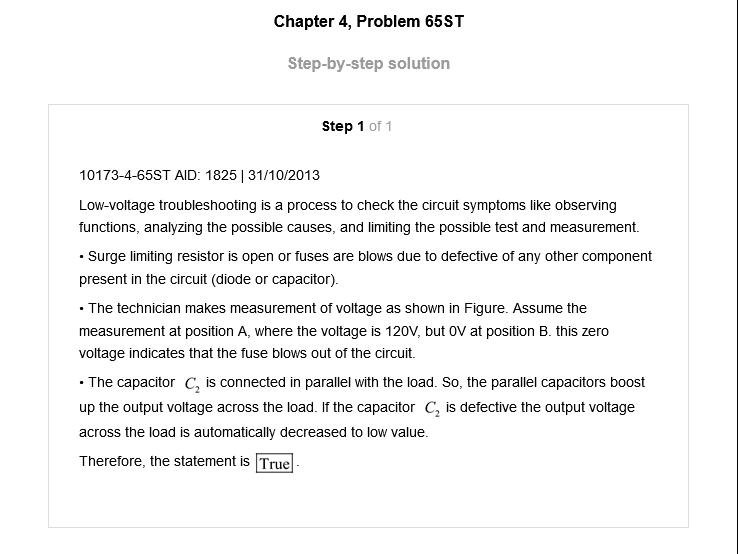 Chapter 4, Problem 65ST
Step-by-step solution
Step 1 of 1
10173-4-65ST AID: 1825 | 31/10/2013
Low-voltage troubleshooting is a process to check the circuit symptoms like observing
functions, analyzing the possible causes, and limiting the possible test and measurement.
• Surge limiting resistor is open or fuses are blows due to defective of any other component
present in the circuit (diode or capacitor).
• The technician makes measurement of voltage as shown in Figure. Assume the
measurement at position A, where the voltage is 120V, but 0V at position B. this zero
voltage indicates that the fuse blows out of the circuit.
• The capacitor C₂ is connected in parallel with the load. So, the parallel capacitors boost
up the output voltage across the load. If the capacitor C₂ is defective the output voltage
across the load is automatically decreased to low value.
Therefore, the statement is True.